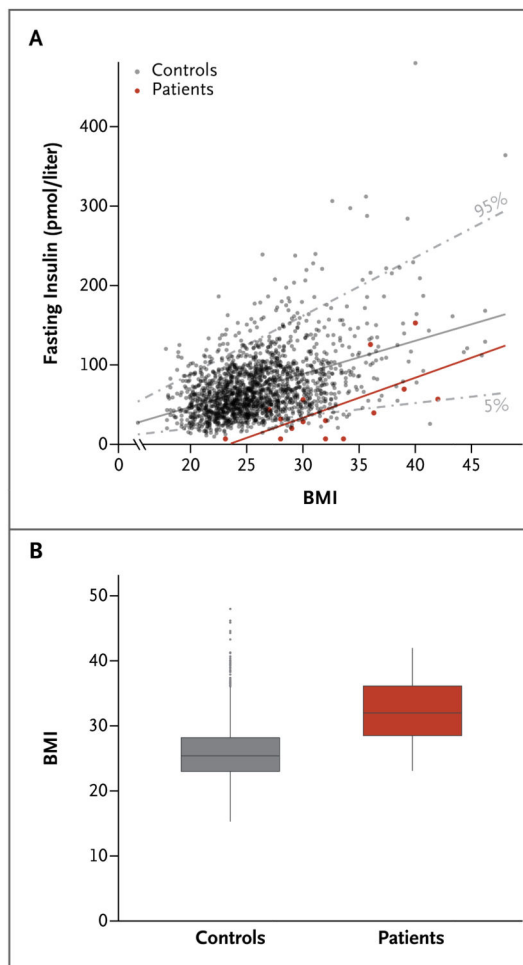 A
Controls
Patients
Fasting Insulin (pmol/liter)
400
300
200
100
0
95%
5%
0 20 25 30 35 40 45
BMI
B
BMI
50
40
30
20
10
0
Controls Patients